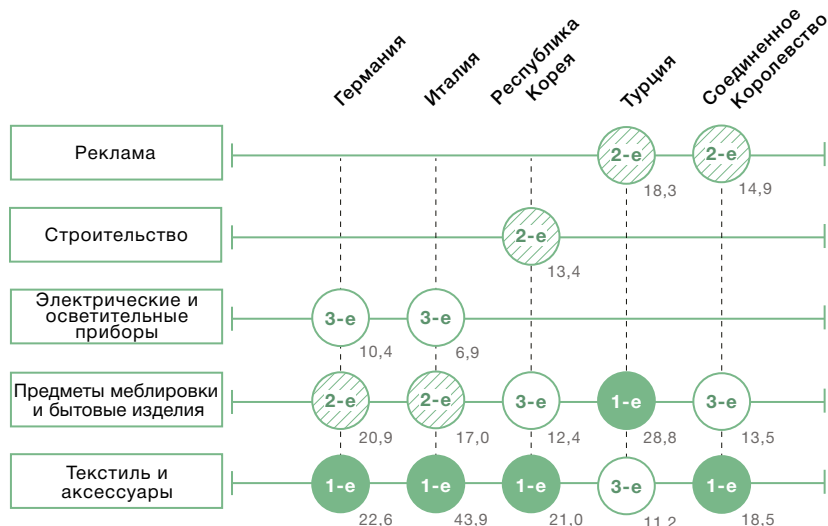 Германия
Италия
Республика
Корея
Турция
Соединенное
Королевство
Реклама
2-е
2-е
18,3
14,9
Строительство
2-е
13,4
Электрические и
осветительные
приборы
3-е
3-е
10,4
6,9
Предметы меблировки
и бытовые изделия
2-е
2-е
3-е
1-е
3-е
20,9
17,0
12,4
28,8
13,5
Текстиль и
аксессуары
1-е
1-е
1-е
3-е
1-е
22,6
43,9
21,0
11,2
18,5